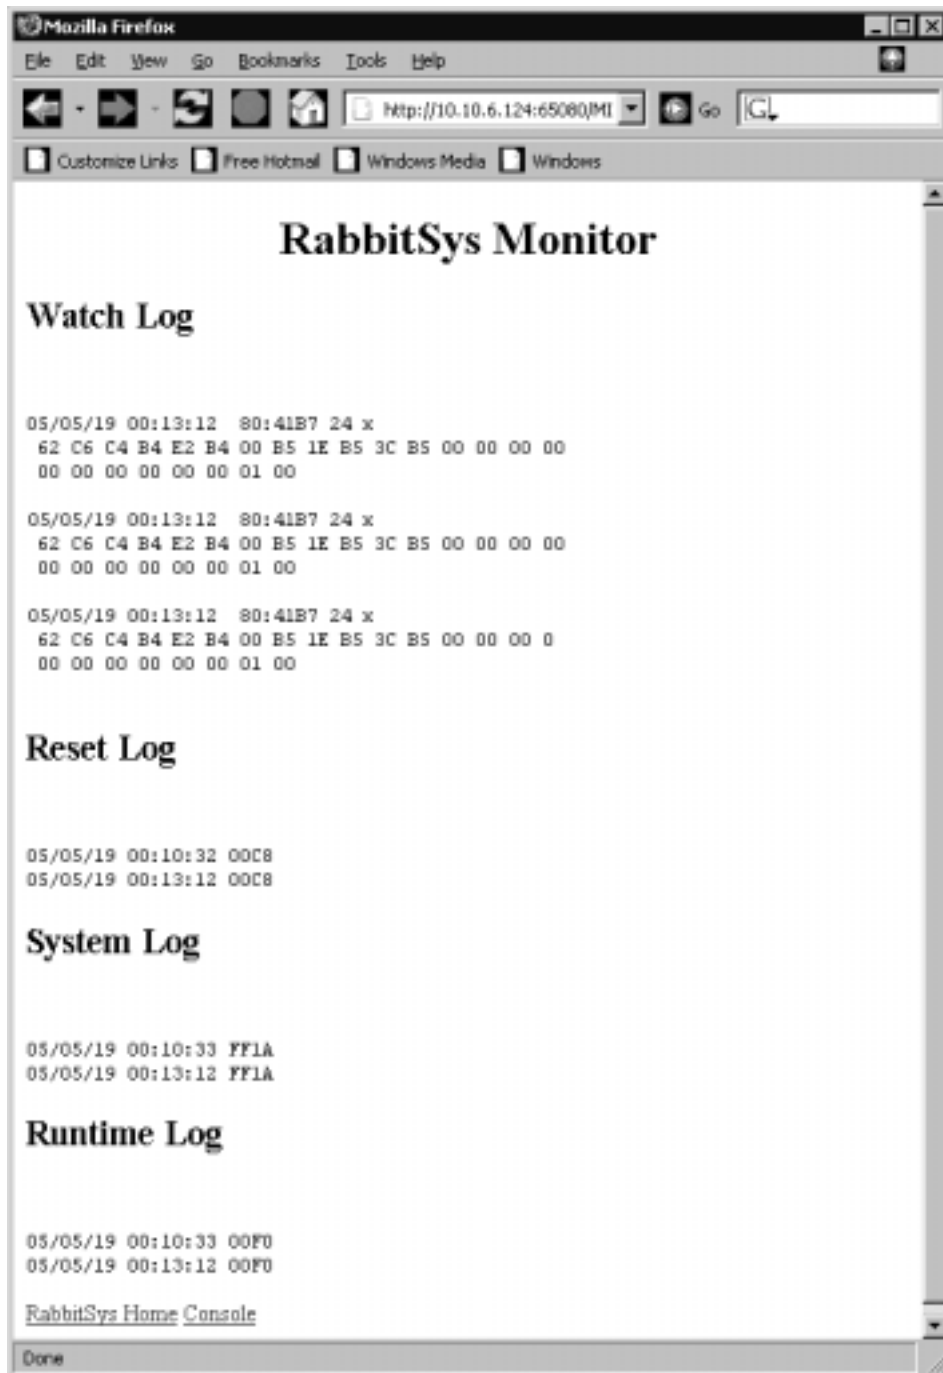 Mozilla Firefox
File Edit View Go Bookmarks Tools Help
http://10.10.6.124:65080/MI Go G
Customize Links Free Hotmail Windows Media Windows
RabbitSys Monitor
Watch Log
05/05/19 00:13:12 80:41B7 24 x
62 C6 C4 B4 E2 B4 00 B5 1E B5 3C B5 00 00 00 00
00 00 00 00 00 00 01 00
05/05/19 00:13:12 80:41B7 24 x
62 C6 C4 B4 E2 B4 00 B5 1E B5 3C B5 00 00 00 00
00 00 00 00 00 00 01 00
05/05/19 00:13:12 80:41B7 24 x
62 C6 C4 B4 E2 B4 00 B5 1E B5 3C B5 00 00 00 0
00 00 00 00 00 00 01 00
Reset Log
05/05/19 00:10:32 00C8
05/05/19 00:13:12 00C8
System Log
05/05/19 00:10:33 FF1A
05/05/19 00:13:12 FF1A
Runtime Log
05/05/19 00:10:33 00F0
05/05/19 00:13:12 00F0
RabbitSys Home Console
Done